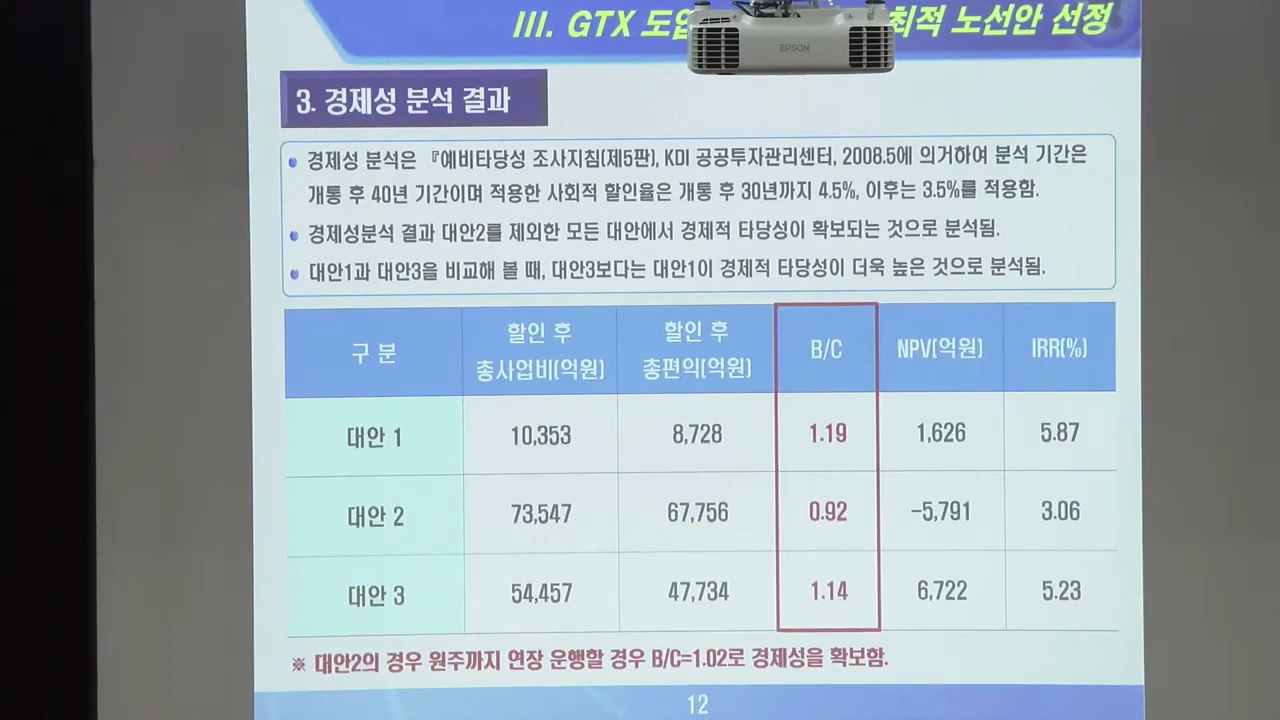 III. GTX 도입 최적 노선안 선정
EPSON
3. 경제성 분석 결과
경제성 분석은 『예비타당성 조사지침(제5판), KDI 공공투자관리센터, 2008.5에 의거하여 분석 기간은
개통 후 40년 기간이며 적용한 사회적 할인율은 개통 후 30년까지 4.5%, 이후는 3.5%를 적용함.
경제성분석 결과 대안2를 제외한 모든 대안에서 경제적 타당성이 확보되는 것으로 분석됨.
대안1과 대안3을 비교해 볼 때, 대안3보다는 대안1이 경제적 타당성이 더욱 높은 것으로 분석됨.
구 분 할인 후 총사업비(억원) 할인 후 총편익(억원) B/C NPV(억원) IRR(%)
대안 1 10,353 8,728 1.19 1,626 5.87
대안 2 73,547 67,756 0.92 -5,791 3.06
대안 3 54,457 47,734 1.14 6,722 5.23
※ 대안2의 경우 원주까지 연장 운행할 경우 B/C=1.02로 경제성을 확보함.
12